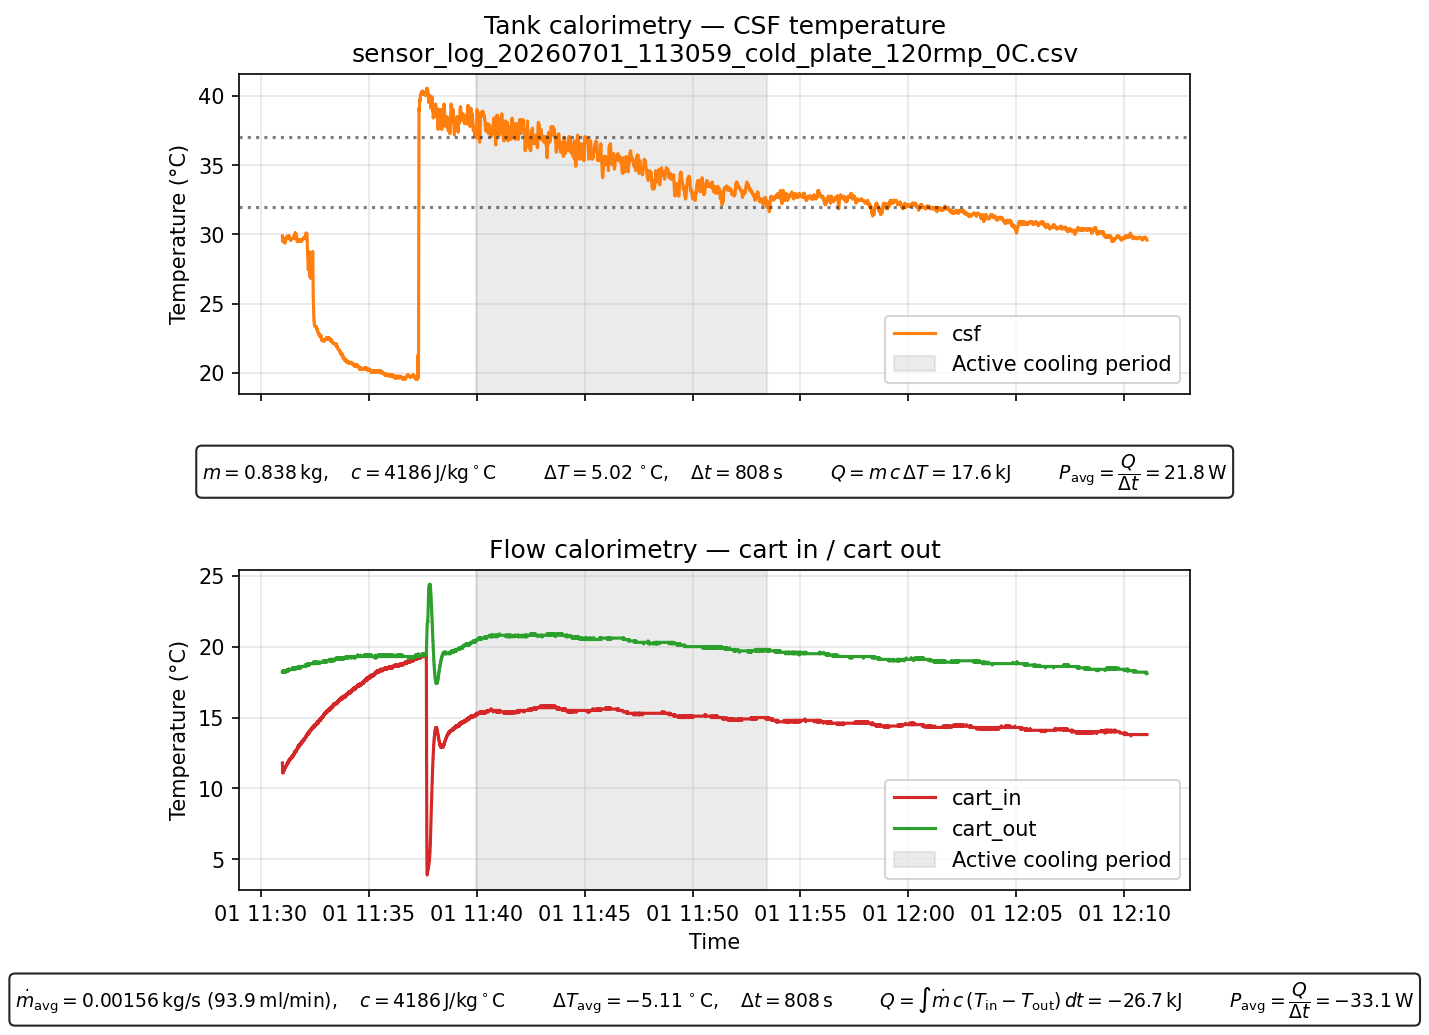 Tank calorimetry — CSF temperature
sensor_log_20260701_113059_cold_plate_120rmp_0C.csv
Temperature (°C)
40
35
30
25
20
csf
Active cooling period
m = 0.838 kg, c = 4186 J/kg °C ΔT = 5.02 °C, Δt = 808 s Q = m c ΔT = 17.6 kJ P_avg = Q/Δt = 21.8 W
Flow calorimetry — cart in / cart out
Temperature (°C)
25
20
15
10
5
cart_in
cart_out
Active cooling period
01 11:30 01 11:35 01 11:40 01 11:45 01 11:50 01 11:55 01 12:00 01 12:05 01 12:10
Time
ṁ_avg = 0.00156 kg/s (93.9 ml/min), c = 4186 J/kg °C ΔT_avg = −5.11 °C, Δt = 808 s Q = ∫ ṁ c (T_in − T_out) dt = −26.7 kJ P_avg = Q/Δt = −33.1 W